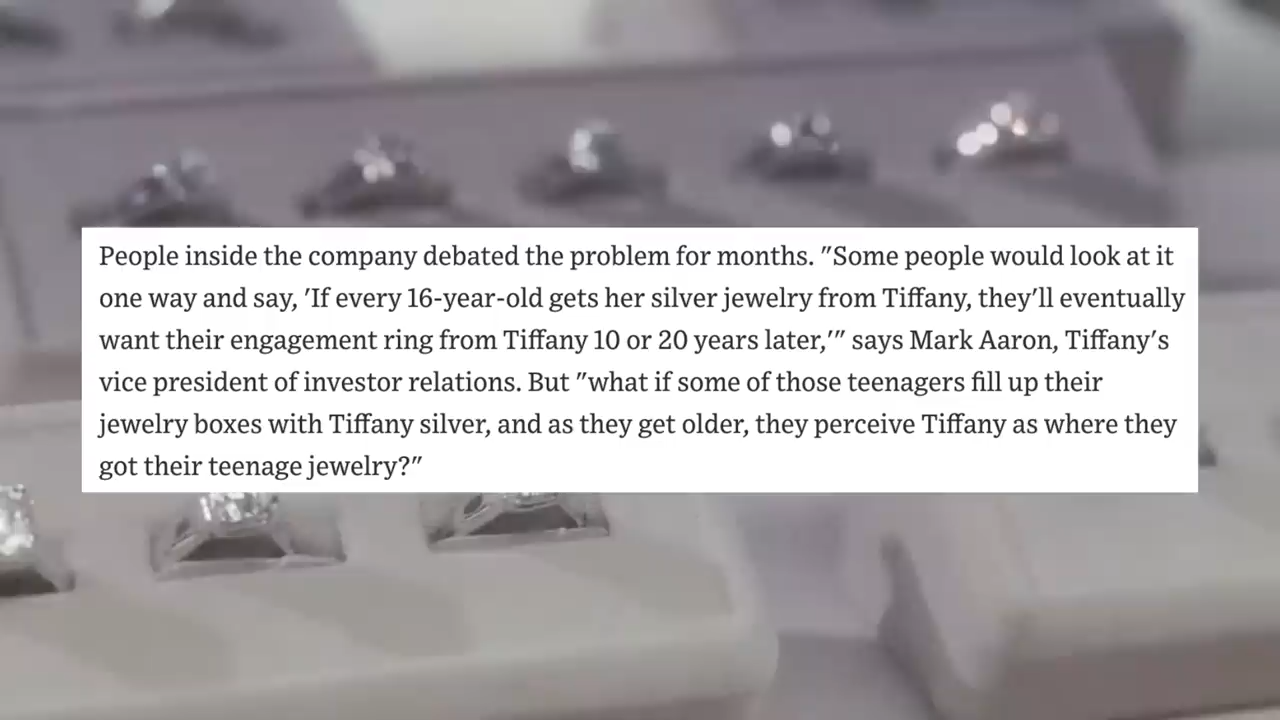 People inside the company debated the problem for months. "Some people would look at it
one way and say, 'If every 16-year-old gets her silver jewelry from Tiffany, they'll eventually
want their engagement ring from Tiffany 10 or 20 years later,'" says Mark Aaron, Tiffany's
vice president of investor relations. But "what if some of those teenagers fill up their
jewelry boxes with Tiffany silver, and as they get older, they perceive Tiffany as where they
got their teenage jewelry?"